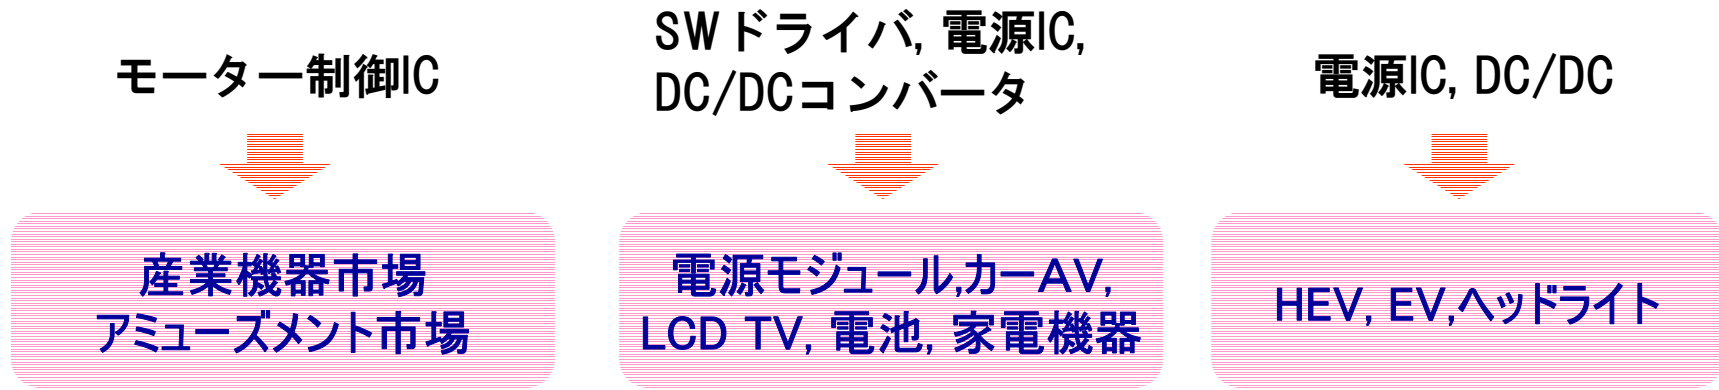 モーター制御IC
SWドライバ, 電源IC,
DC/DCコンバータ
電源IC, DC/DC
産業機器市場
アミューズメント市場
電源モジュール,カーAV,
LCD TV, 電池, 家電機器
HEV, EV,ヘッドライト